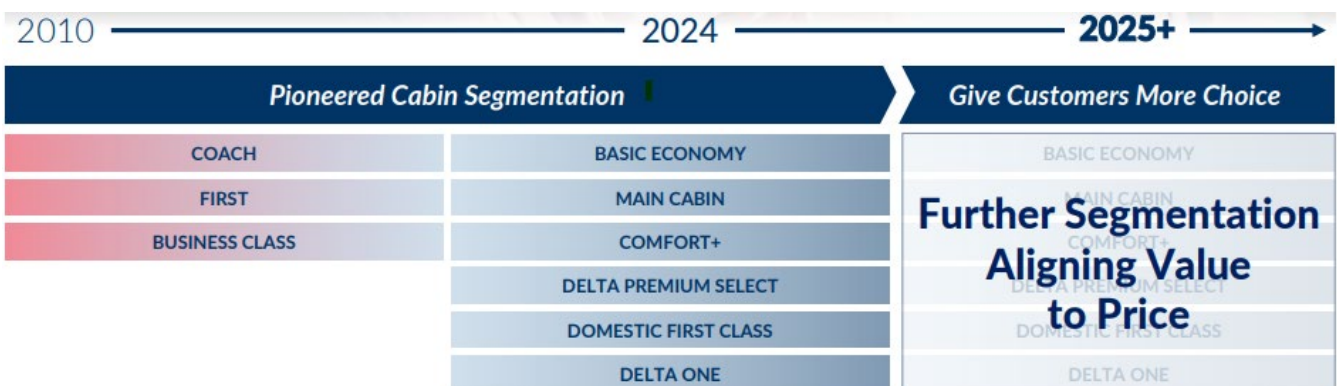 2010 2024 2025+
Pioneered Cabin Segmentation Give Customers More Choice
COACH BASIC ECONOMY BASIC ECONOMY
FIRST MAIN CABIN MAIN CABIN
BUSINESS CLASS COMFORT+ COMFORT+
DELTA PREMIUM SELECT DELTA PREMIUM SELECT
DOMESTIC FIRST CLASS DOMESTIC FIRST CLASS
DELTA ONE DELTA ONE
Further Segmentation
Aligning Value
to Price